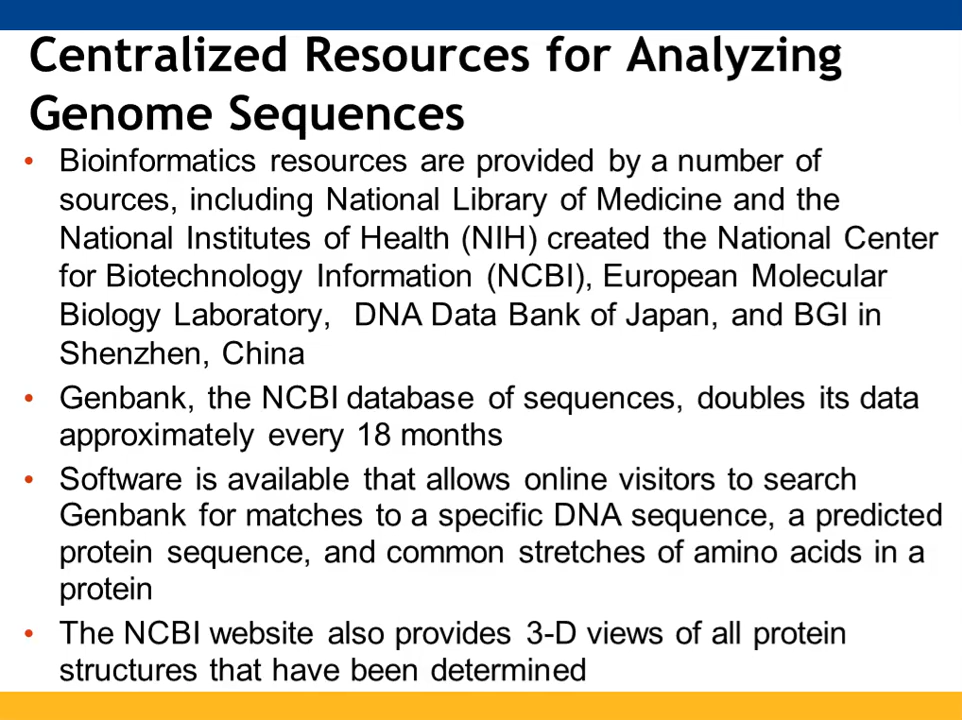 Centralized Resources for Analyzing
Genome Sequences
• Bioinformatics resources are provided by a number of
sources, including National Library of Medicine and the
National Institutes of Health (NIH) created the National Center
for Biotechnology Information (NCBI), European Molecular
Biology Laboratory, DNA Data Bank of Japan, and BGI in
Shenzhen, China
• Genbank, the NCBI database of sequences, doubles its data
approximately every 18 months
• Software is available that allows online visitors to search
Genbank for matches to a specific DNA sequence, a predicted
protein sequence, and common stretches of amino acids in a
protein
• The NCBI website also provides 3-D views of all protein
structures that have been determined